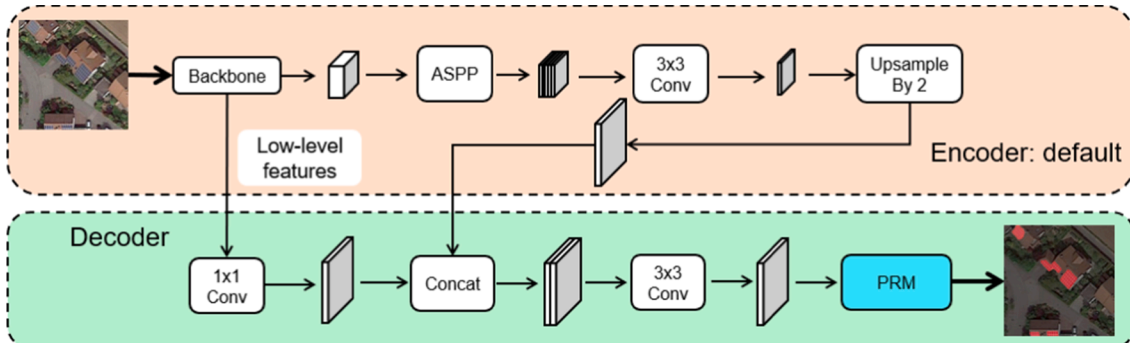 Backbone
ASPP
3x3
Conv
Upsample
By 2
Low-level
features
Encoder: default
Decoder
1x1
Conv
Concat
3x3
Conv
PRM